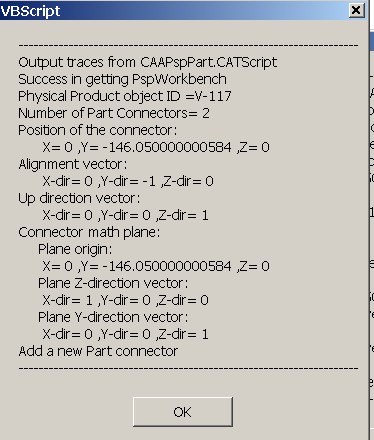 VBScript
------------------------------------------------------------------------
Output traces from CAAPspPart.CATScript
Success in getting PspWorkbench
Physical Product object ID =V-117
Number of Part Connectors= 2
Position of the connector:
X= 0 ,Y= -146.050000000584 ,Z= 0
Alignment vector:
X-dir= 0 ,Y-dir= -1 ,Z-dir= 0
Up direction vector:
X-dir= 0 ,Y-dir= 0 ,Z-dir= 1
Connector math plane:
Plane origin:
X= 0 ,Y= -146.050000000584 ,Z= 0
Plane Z-direction vector:
X-dir= 1 ,Y-dir= 0 ,Z-dir= 0
Plane Y-direction vector:
X-dir= 0 ,Y-dir= 0 ,Z-dir= 1
Add a new Part connector
------------------------------------------------------------------------
OK